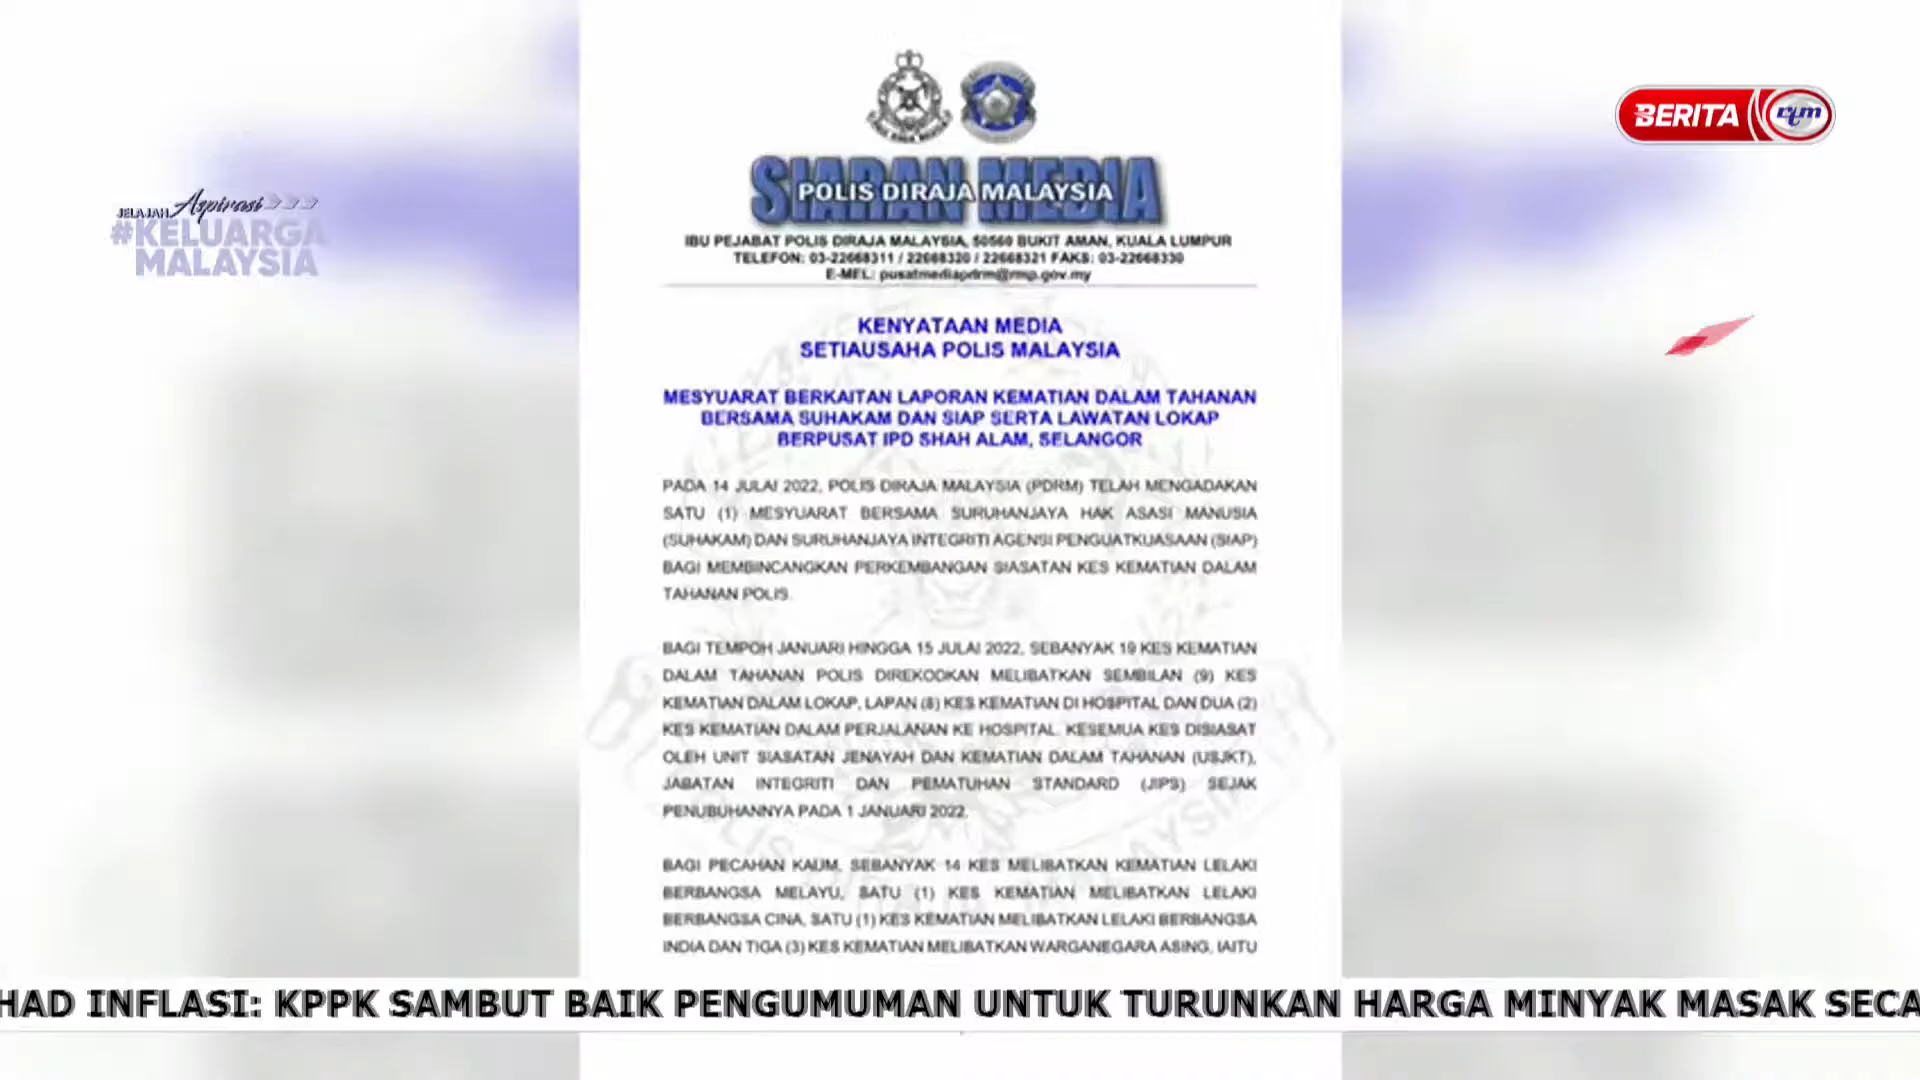 BERITA rtm
JELAJAH Aspirasi
#KELUARGA
MALAYSIA
SIARAN MEDIA
POLIS DIRAJA MALAYSIA
IBU PEJABAT POLIS DIRAJA MALAYSIA, 50560 BUKIT AMAN, KUALA LUMPUR
TELEFON: 03-22668311 / 22668320 / 22668321 FAKS: 03-22668330
E-MEL: pusatmediapdrm@rmp.gov.my
KENYATAAN MEDIA
SETIAUSAHA POLIS MALAYSIA
MESYUARAT BERKAITAN LAPORAN KEMATIAN DALAM TAHANAN
BERSAMA SUHAKAM DAN SIAP SERTA LAWATAN LOKAP
BERPUSAT IPD SHAH ALAM, SELANGOR
PADA 14 JULAI 2022, POLIS DIRAJA MALAYSIA (PDRM) TELAH MENGADAKAN
SATU (1) MESYUARAT BERSAMA SURUHANJAYA HAK ASASI MANUSIA
(SUHAKAM) DAN SURUHANJAYA INTEGRITI AGENSI PENGUATKUASAAN (SIAP)
BAGI MEMBINCANGKAN PERKEMBANGAN SIASATAN KES KEMATIAN DALAM
TAHANAN POLIS.
BAGI TEMPOH JANUARI HINGGA 15 JULAI 2022, SEBANYAK 19 KES KEMATIAN
DALAM TAHANAN POLIS DIREKODKAN MELIBATKAN SEMBILAN (9) KES
KEMATIAN DALAM LOKAP, LAPAN (8) KES KEMATIAN DI HOSPITAL DAN DUA (2)
KES KEMATIAN DALAM PERJALANAN KE HOSPITAL. KESEMUA KES DISIASAT
OLEH UNIT SIASATAN JENAYAH DAN KEMATIAN DALAM TAHANAN (USJKT),
JABATAN INTEGRITI DAN PEMATUHAN STANDARD (JIPS) SEJAK
PENUBUHANNYA PADA 1 JANUARI 2022.
BAGI PECAHAN KAUM, SEBANYAK 14 KES MELIBATKAN KEMATIAN LELAKI
BERBANGSA MELAYU, SATU (1) KES KEMATIAN MELIBATKAN LELAKI
BERBANGSA CINA, SATU (1) KES KEMATIAN MELIBATKAN LELAKI BERBANGSA
INDIA DAN TIGA (3) KES KEMATIAN MELIBATKAN WARGANEGARA ASING, IAITU
HAD INFLASI: KPPK SAMBUT BAIK PENGUMUMAN UNTUK TURUNKAN HARGA MINYAK MASAK SECA